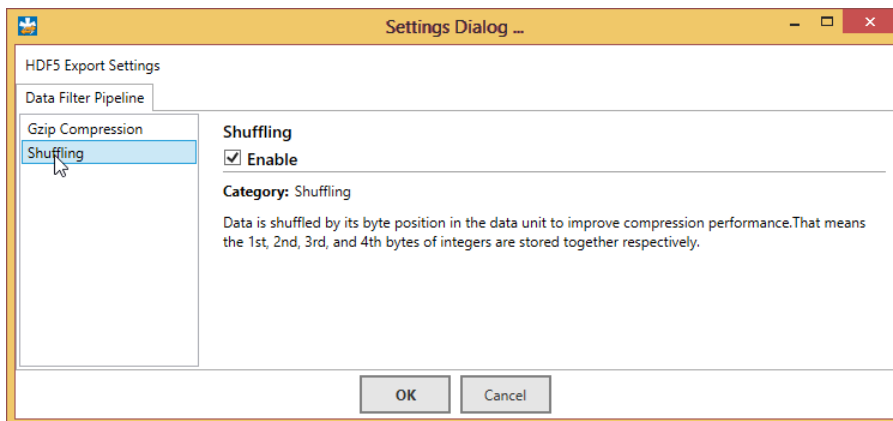 Settings Dialog ...
HDF5 Export Settings
Data Filter Pipeline
Gzip Compression
Shuffling
Shuffling
Enable
Category: Shuffling
Data is shuffled by its byte position in the data unit to improve compression performance.That means
the 1st, 2nd, 3rd, and 4th bytes of integers are stored together respectively.
OK
Cancel